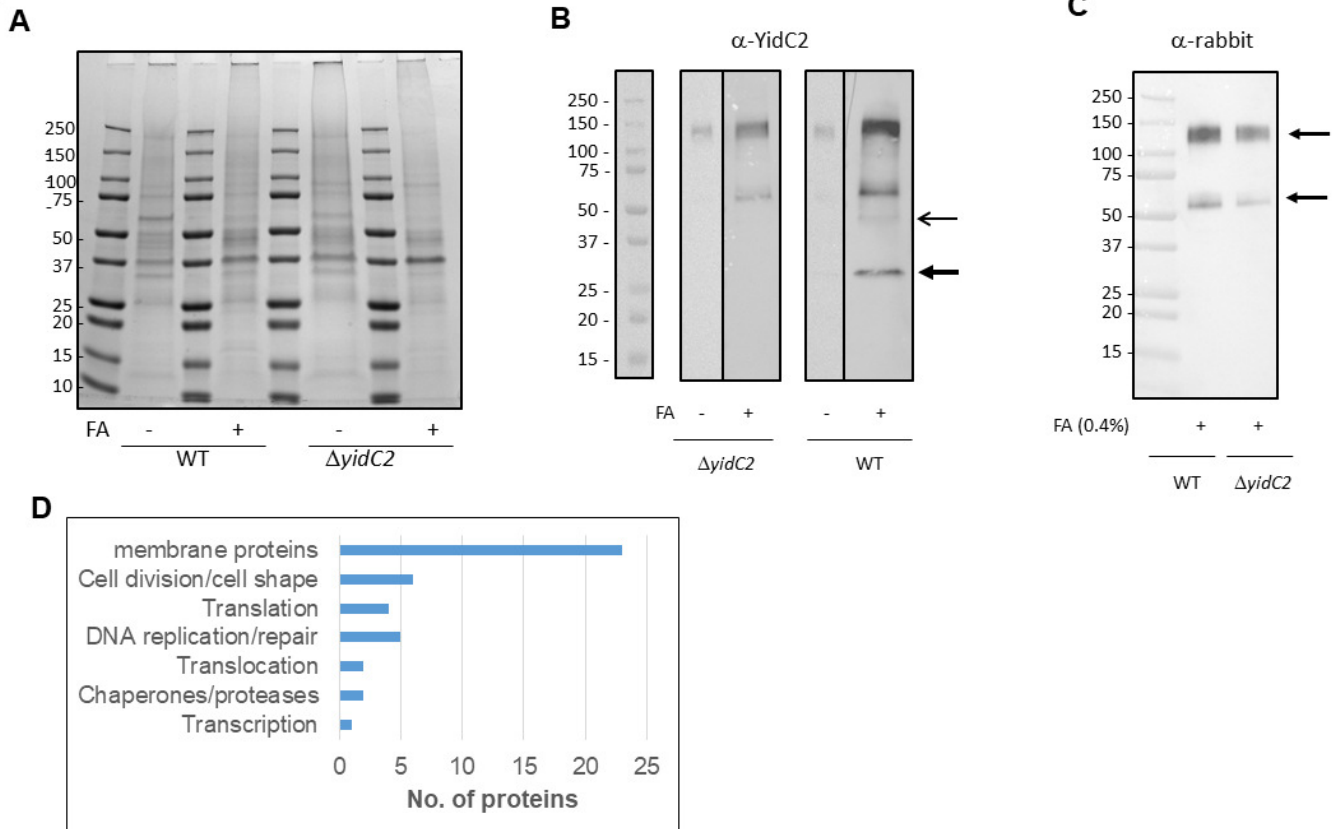 A
250
150
100
-75
50
37
25
20
15
10
FA - + - +
WT ΔyidC2
B
α-YidC2
250 -
150 -
100 -
75 -
50 -
37 -
25 -
20 -
15 -
FA - + - +
ΔyidC2 WT
C
α-rabbit
250
150
100
75
50
37
25
20
15
FA (0.4%) + +
WT ΔyidC2
D
membrane proteins
Cell division/cell shape
Translation
DNA replication/repair
Translocation
Chaperones/proteases
Transcription
0 5 10 15 20 25
No. of proteins